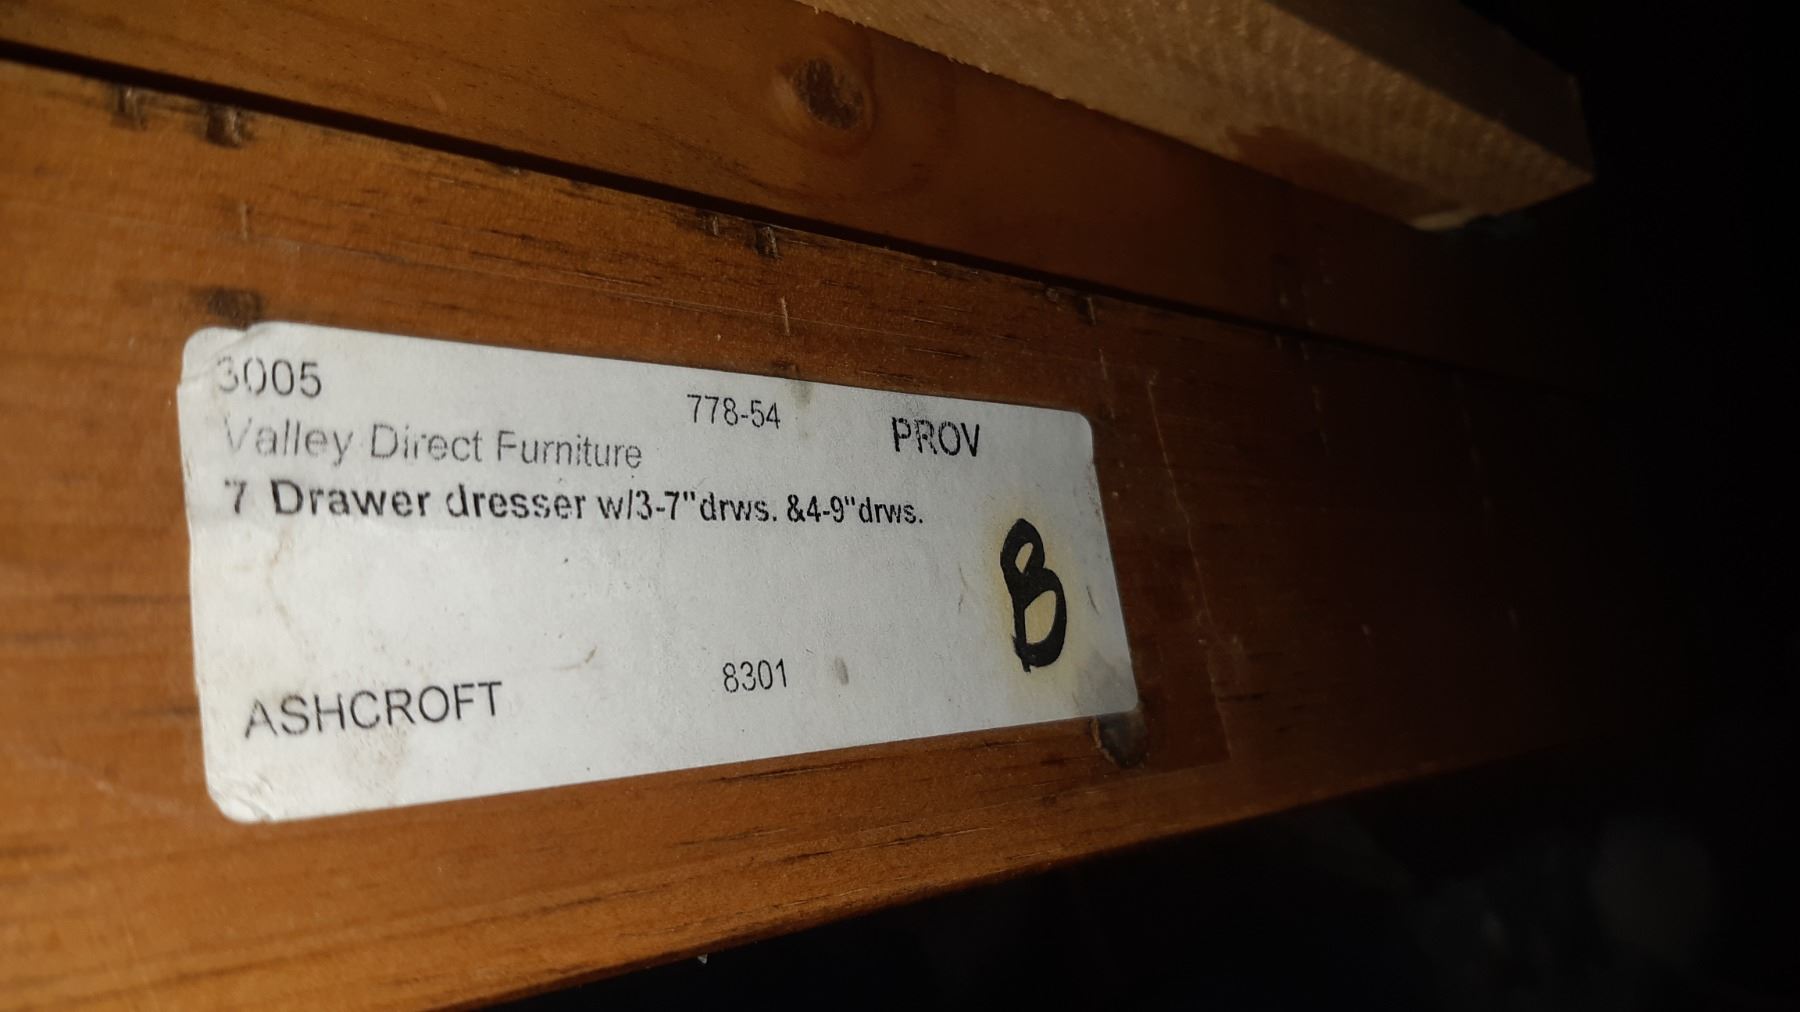 3005
778-54
PROV
Valley Direct Furniture
7 Drawer dresser w/3-7"drws. &4-9"drws.
B
ASHCROFT
8301